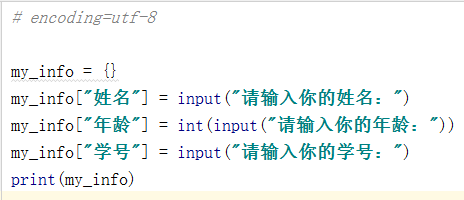 # encoding=utf-8
my_info = {}
my_info["姓名"] = input("请输入你的姓名：")
my_info["年龄"] = int(input("请输入你的年龄："))
my_info["学号"] = input("请输入你的学号：")
print(my_info)